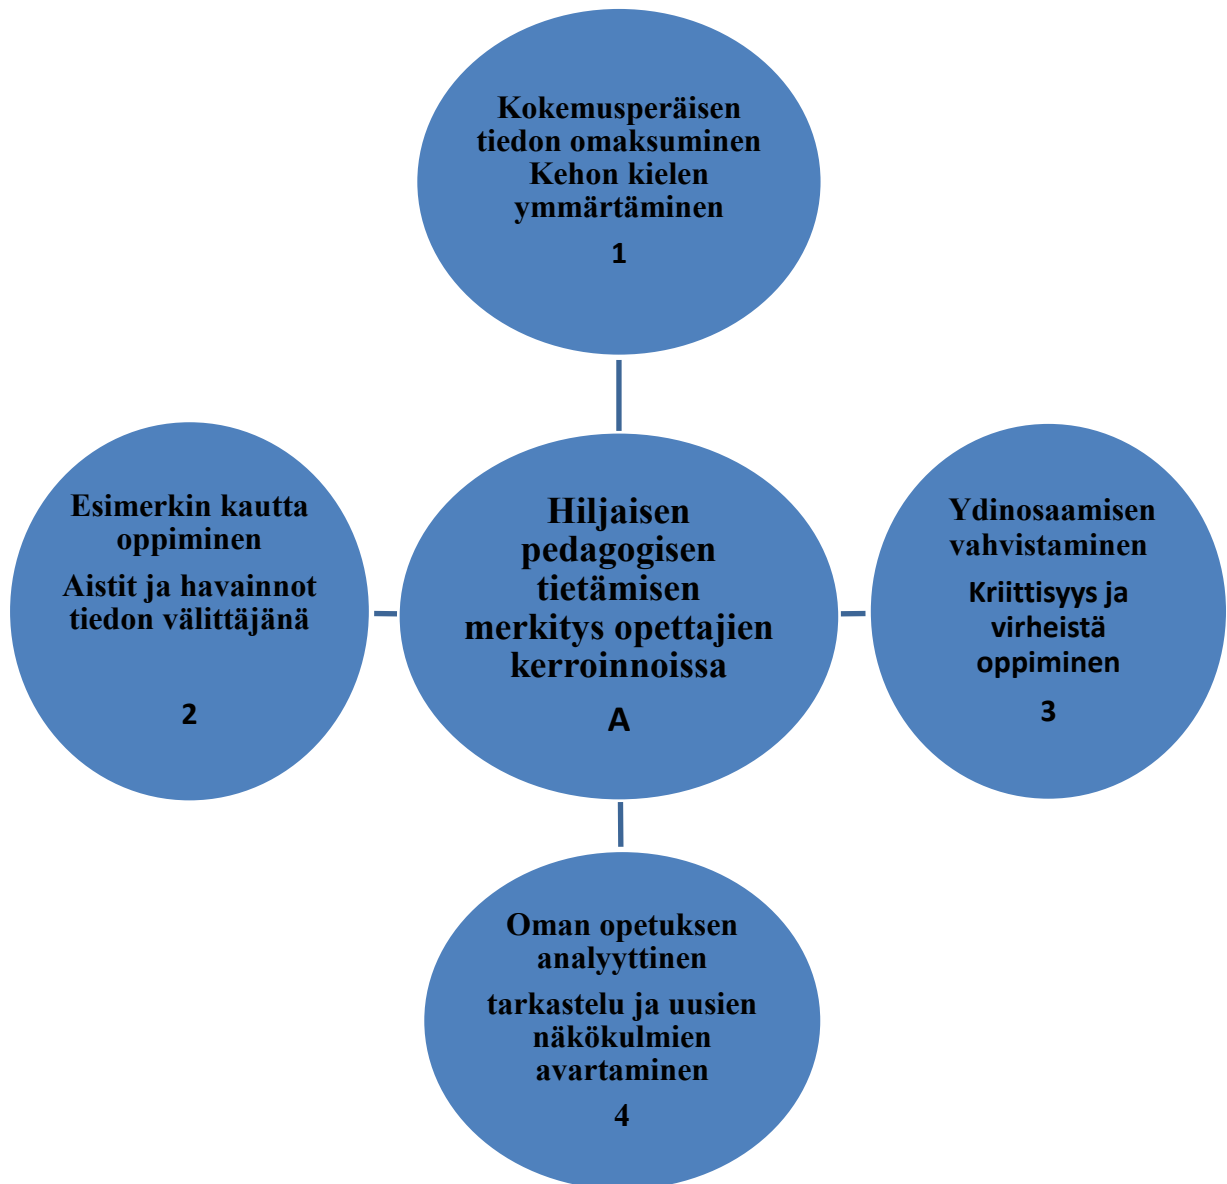 Kokemusperäisen
tiedon omaksuminen
Kehon kielen
ymmärtäminen
1
Esimerkin kautta
oppiminen
Aistit ja havainnot
tiedon välittäjänä
2
Hiljaisen
pedagogisen
tietämisen
merkitys opettajien
kerroinnoissa
A
Ydinosaamisen
vahvistaminen
Kriittisyys ja
virheistä
oppiminen
3
Oman opetuksen
analyyttinen
tarkastelu ja uusien
näkökulmien
avartaminen
4